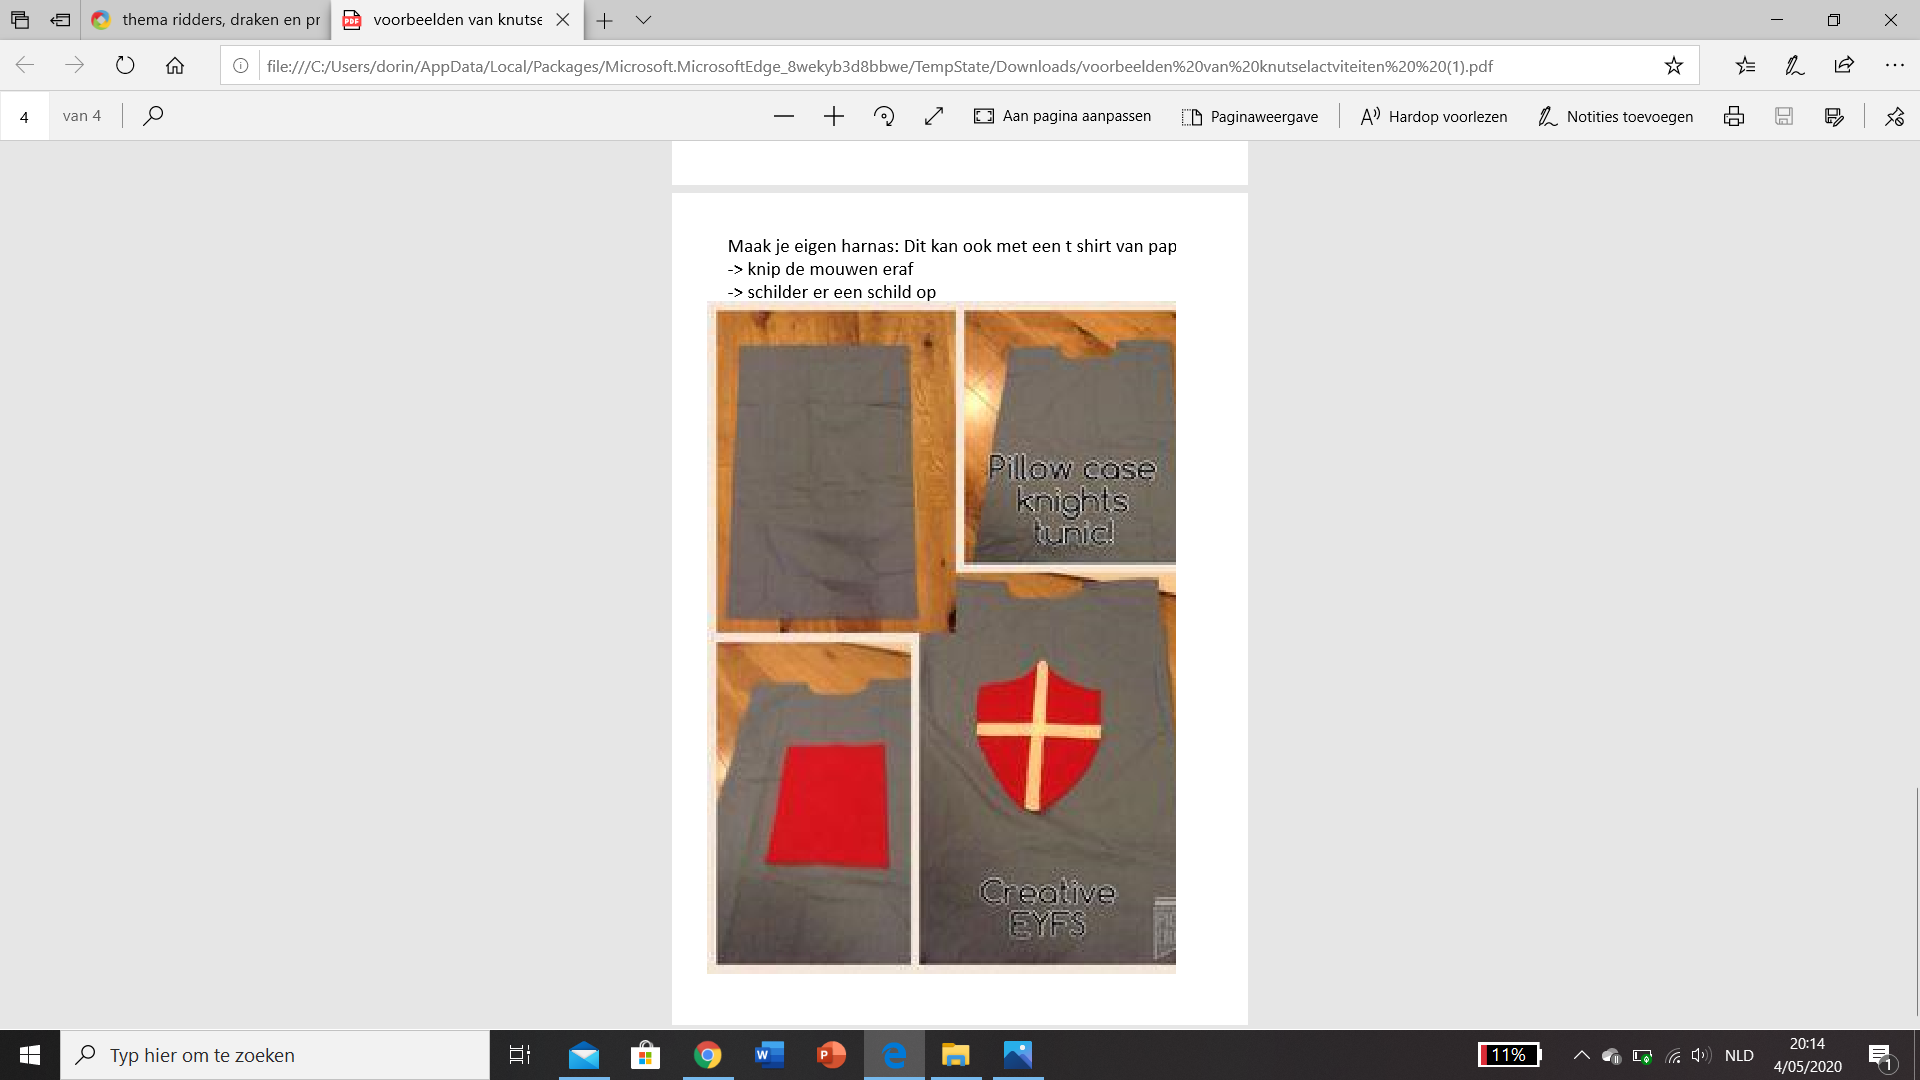 thema ridders, draken en pr
voorbeelden van knutse
file:///C:/Users/dorin/AppData/Local/Packages/Microsoft.MicrosoftEdge_8wekyb3d8bbwe/TempState/Downloads/voorbeelden%20van%20knutselactviteiten%20%20(1).pdf
4 van 4
Aan pagina aanpassen
Paginaweergave
Hardop voorlezen
Notities toevoegen
Maak je eigen harnas: Dit kan ook met een t shirt van pap
-> knip de mouwen eraf
-> schilder er een schild op
Pillow case
knights
tunic!
Creative
EYFS
Typ hier om te zoeken
11%
NLD
20:14
4/05/2020
1